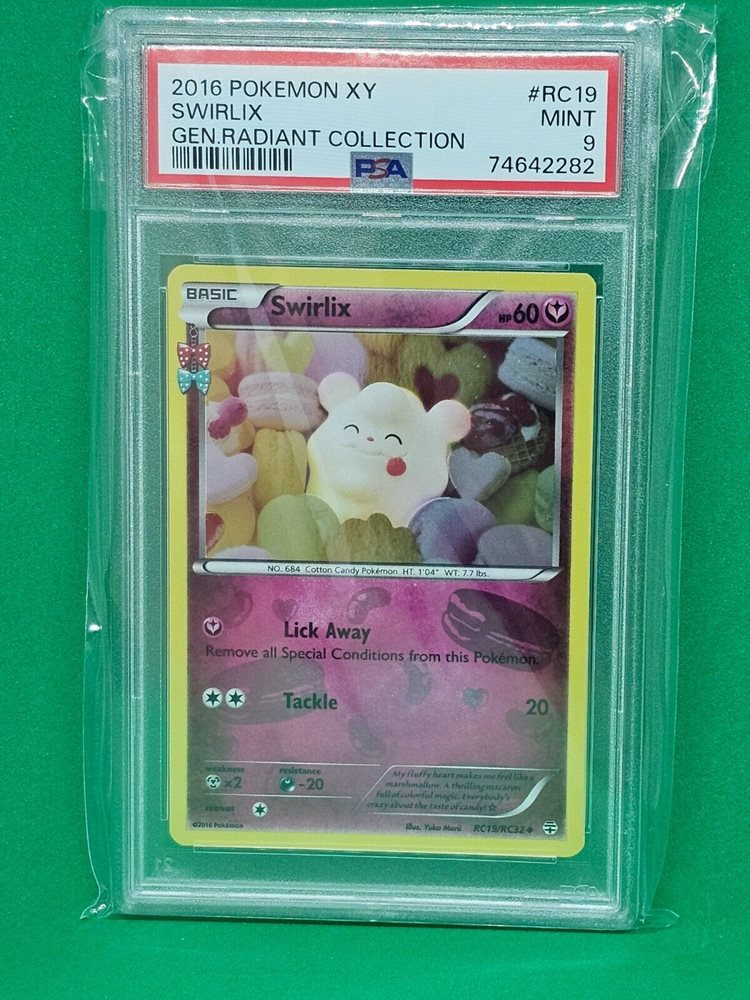 2016 POKEMON XY #RC19
SWIRLIX MINT
GEN.RADIANT COLLECTION 9
PSA 74642282
BASIC Swirlix HP60
NO. 684 Cotton Candy Pokémon HT: 1'04" WT: 7.7 lbs.
Lick Away
Remove all Special Conditions from this Pokémon.
Tackle 20
weakness resistance
×2 -20
retreat
My fluffy heart makes me feel like a
marshmallow. A thrilling macaron
full of colorful magic. Everybody's
crazy about the taste of candy!
©2016 Pokémon Illus. Yuka Morii RC19/RC32